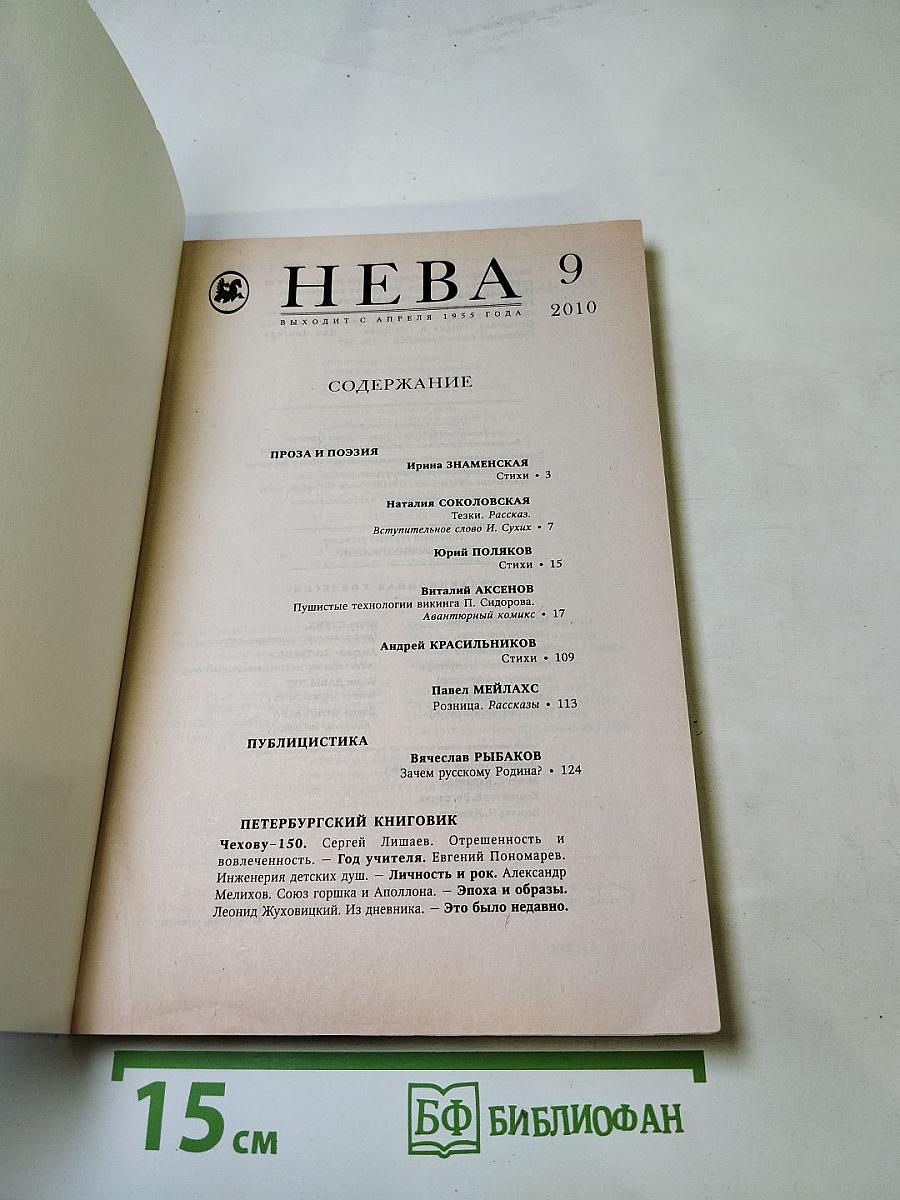 НЕВА 9
ВЫХОДИТ С АПРЕЛЯ 1955 ГОДА 2010
СОДЕРЖАНИЕ
ПРОЗА И ПОЭЗИЯ
Ирина ЗНАМЕНСКАЯ
Стихи • 3
Наталия СОКОЛОВСКАЯ
Тезки. Рассказ.
Вступительное слово И. Сухих • 7
Юрий ПОЛЯКОВ
Стихи • 15
Виталий АКСЕНОВ
Пушистые технологии викинга П. Сидорова.
Авантюрный комикс • 17
Андрей КРАСИЛЬНИКОВ
Стихи • 109
Павел МЕЙЛАХС
Розница. Рассказы • 113
ПУБЛИЦИСТИКА
Вячеслав РЫБАКОВ
Зачем русскому Родина? • 124
ПЕТЕРБУРГСКИЙ КНИГОВИК
Чехову–150. Сергей Лишаев. Отрешенность и
вовлеченность. — Год учителя. Евгений Пономарев.
Инженерия детских душ. — Личность и рок. Александр
Мелихов. Союз горшка и Аполлона. — Эпоха и образы.
Леонид Жуховицкий. Из дневника. — Это было недавно.
15 см
БФ БИБЛИОФАН